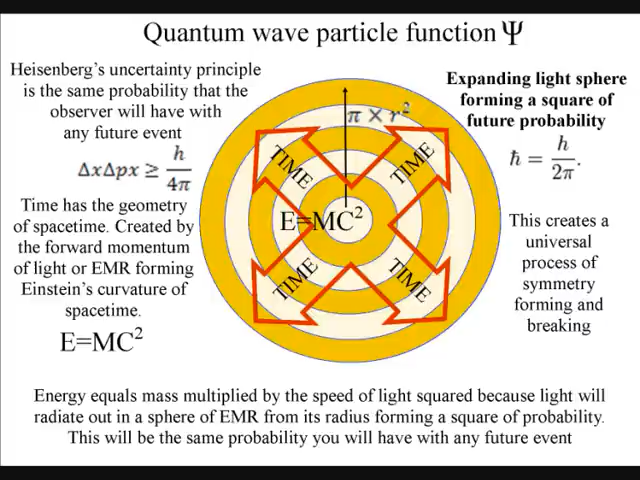 Quantum wave particle function Ψ
Heisenberg's uncertainty principle
is the same probability that the
observer will have with
any future event
ΔxΔpx ≥ h/4π
Time has the geometry
of spacetime. Created by
the forward momentum
of light or EMR forming
Einstein's curvature of
spacetime.
E=MC²
π × r²
TIME
TIME
E=MC²
TIME
TIME
Expanding light sphere
forming a square of
future probability
ħ = h/2π.
This creates a
universal
process of
symmetry
forming and
breaking
Energy equals mass multiplied by the speed of light squared because light will
radiate out in a sphere of EMR from its radius forming a square of probability.
This will be the same probability you will have with any future event